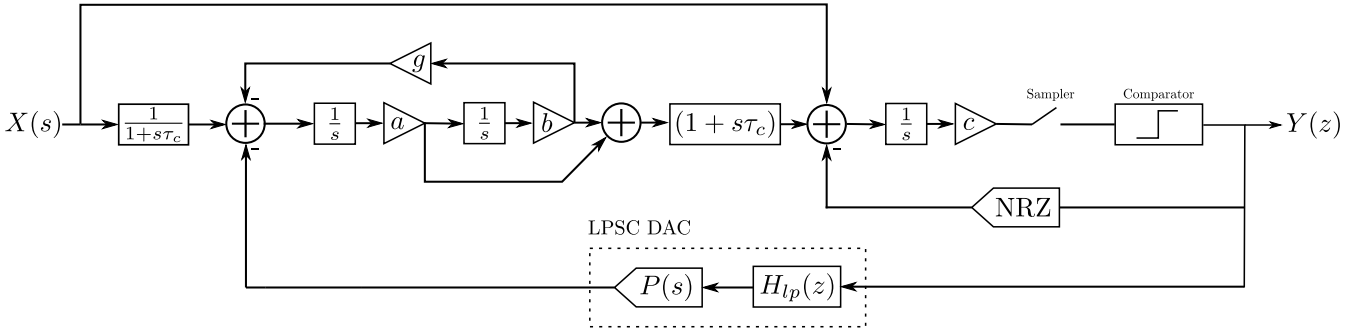 g
Sampler
Comparator
X(s)
1
1+sτc
-
+
1
s
a
1
s
b
+
(1 + sτc)
+
1
s
c
Y(z)
-
-
NRZ
LPSC DAC
P(s)
Hlp(z)